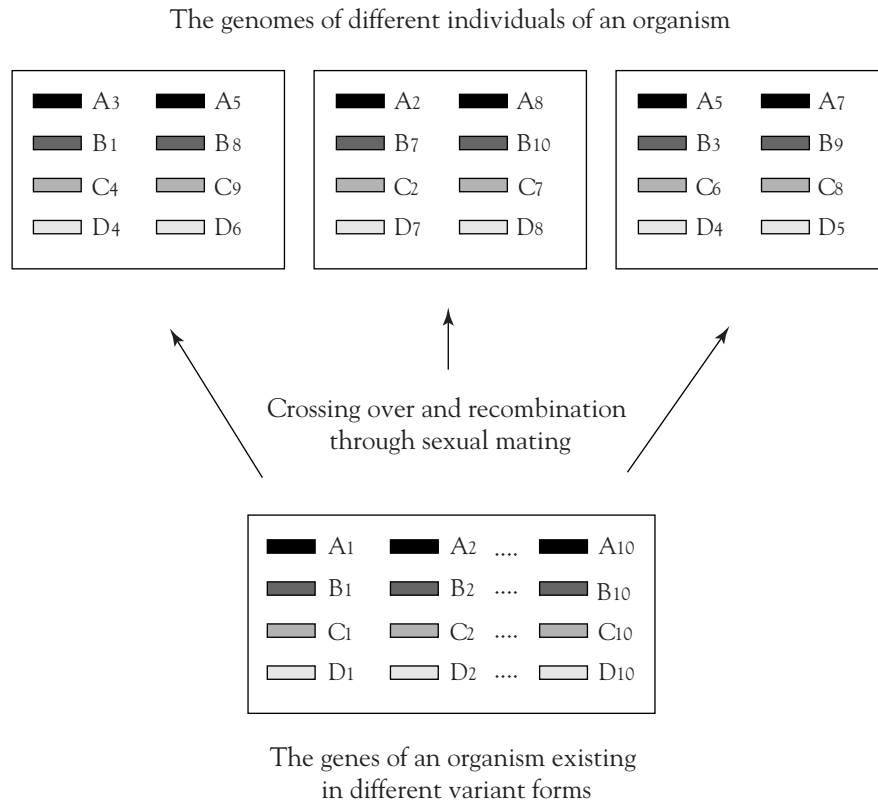 The genomes of different individuals of an organism
A3 A5 A2 A8 A5 A7
B1 B8 B7 B10 B3 B9
C4 C9 C2 C7 C6 C8
D4 D6 D7 D8 D4 D5
Crossing over and recombination
through sexual mating
A1 A2 .... A10
B1 B2 .... B10
C1 C2 .... C10
D1 D2 .... D10
The genes of an organism existing
in different variant forms